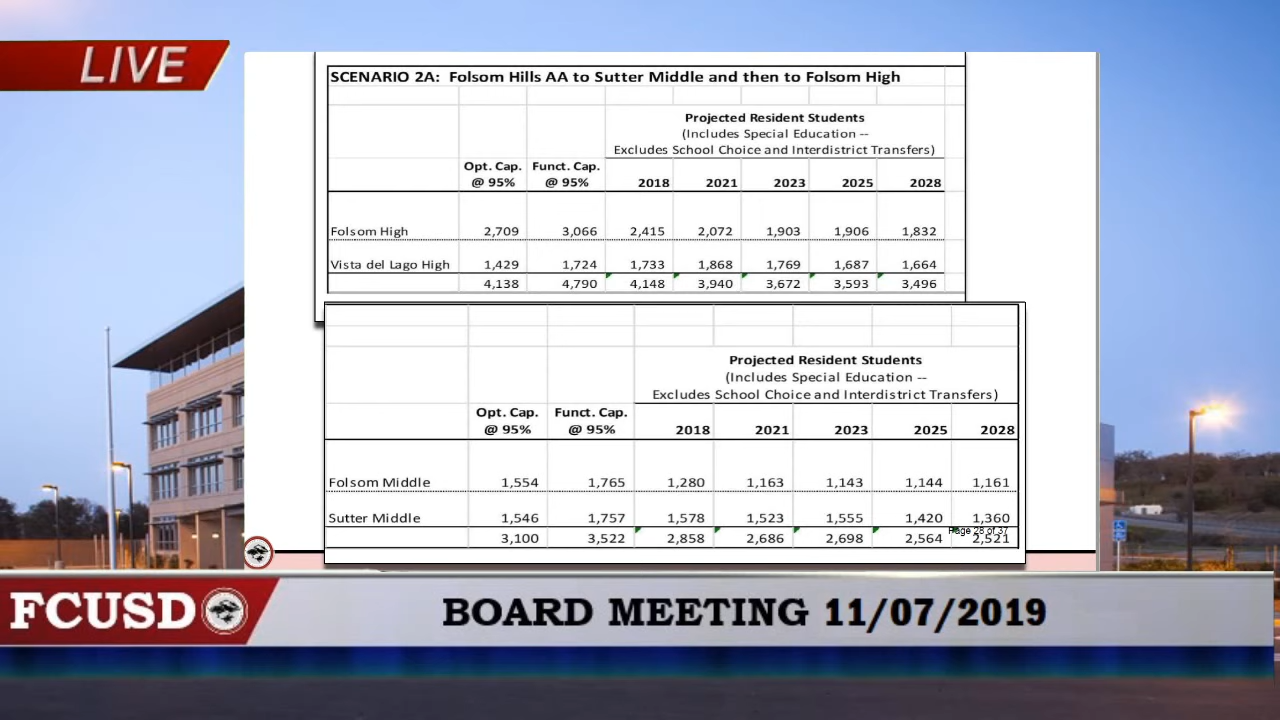 LIVE
SCENARIO 2A: Folsom Hills AA to Sutter Middle and then to Folsom High
Projected Resident Students
(Includes Special Education --
Excludes School Choice and Interdistrict Transfers)
Opt. Cap. Funct. Cap.
@ 95% @ 95% 2018 2021 2023 2025 2028
Folsom High 2,709 3,066 2,415 2,072 1,903 1,906 1,832
Vista del Lago High 1,429 1,724 1,733 1,868 1,769 1,687 1,664
4,138 4,790 4,148 3,940 3,672 3,593 3,496
Projected Resident Students
(Includes Special Education --
Excludes School Choice and Interdistrict Transfers)
Opt. Cap. Funct. Cap.
@ 95% @ 95% 2018 2021 2023 2025 2028
Folsom Middle 1,554 1,765 1,280 1,163 1,143 1,144 1,161
Sutter Middle 1,546 1,757 1,578 1,523 1,555 1,420 1,360
Page 28 of 37
3,100 3,522 2,858 2,686 2,698 2,564 2,521
FCUSD
BOARD MEETING 11/07/2019